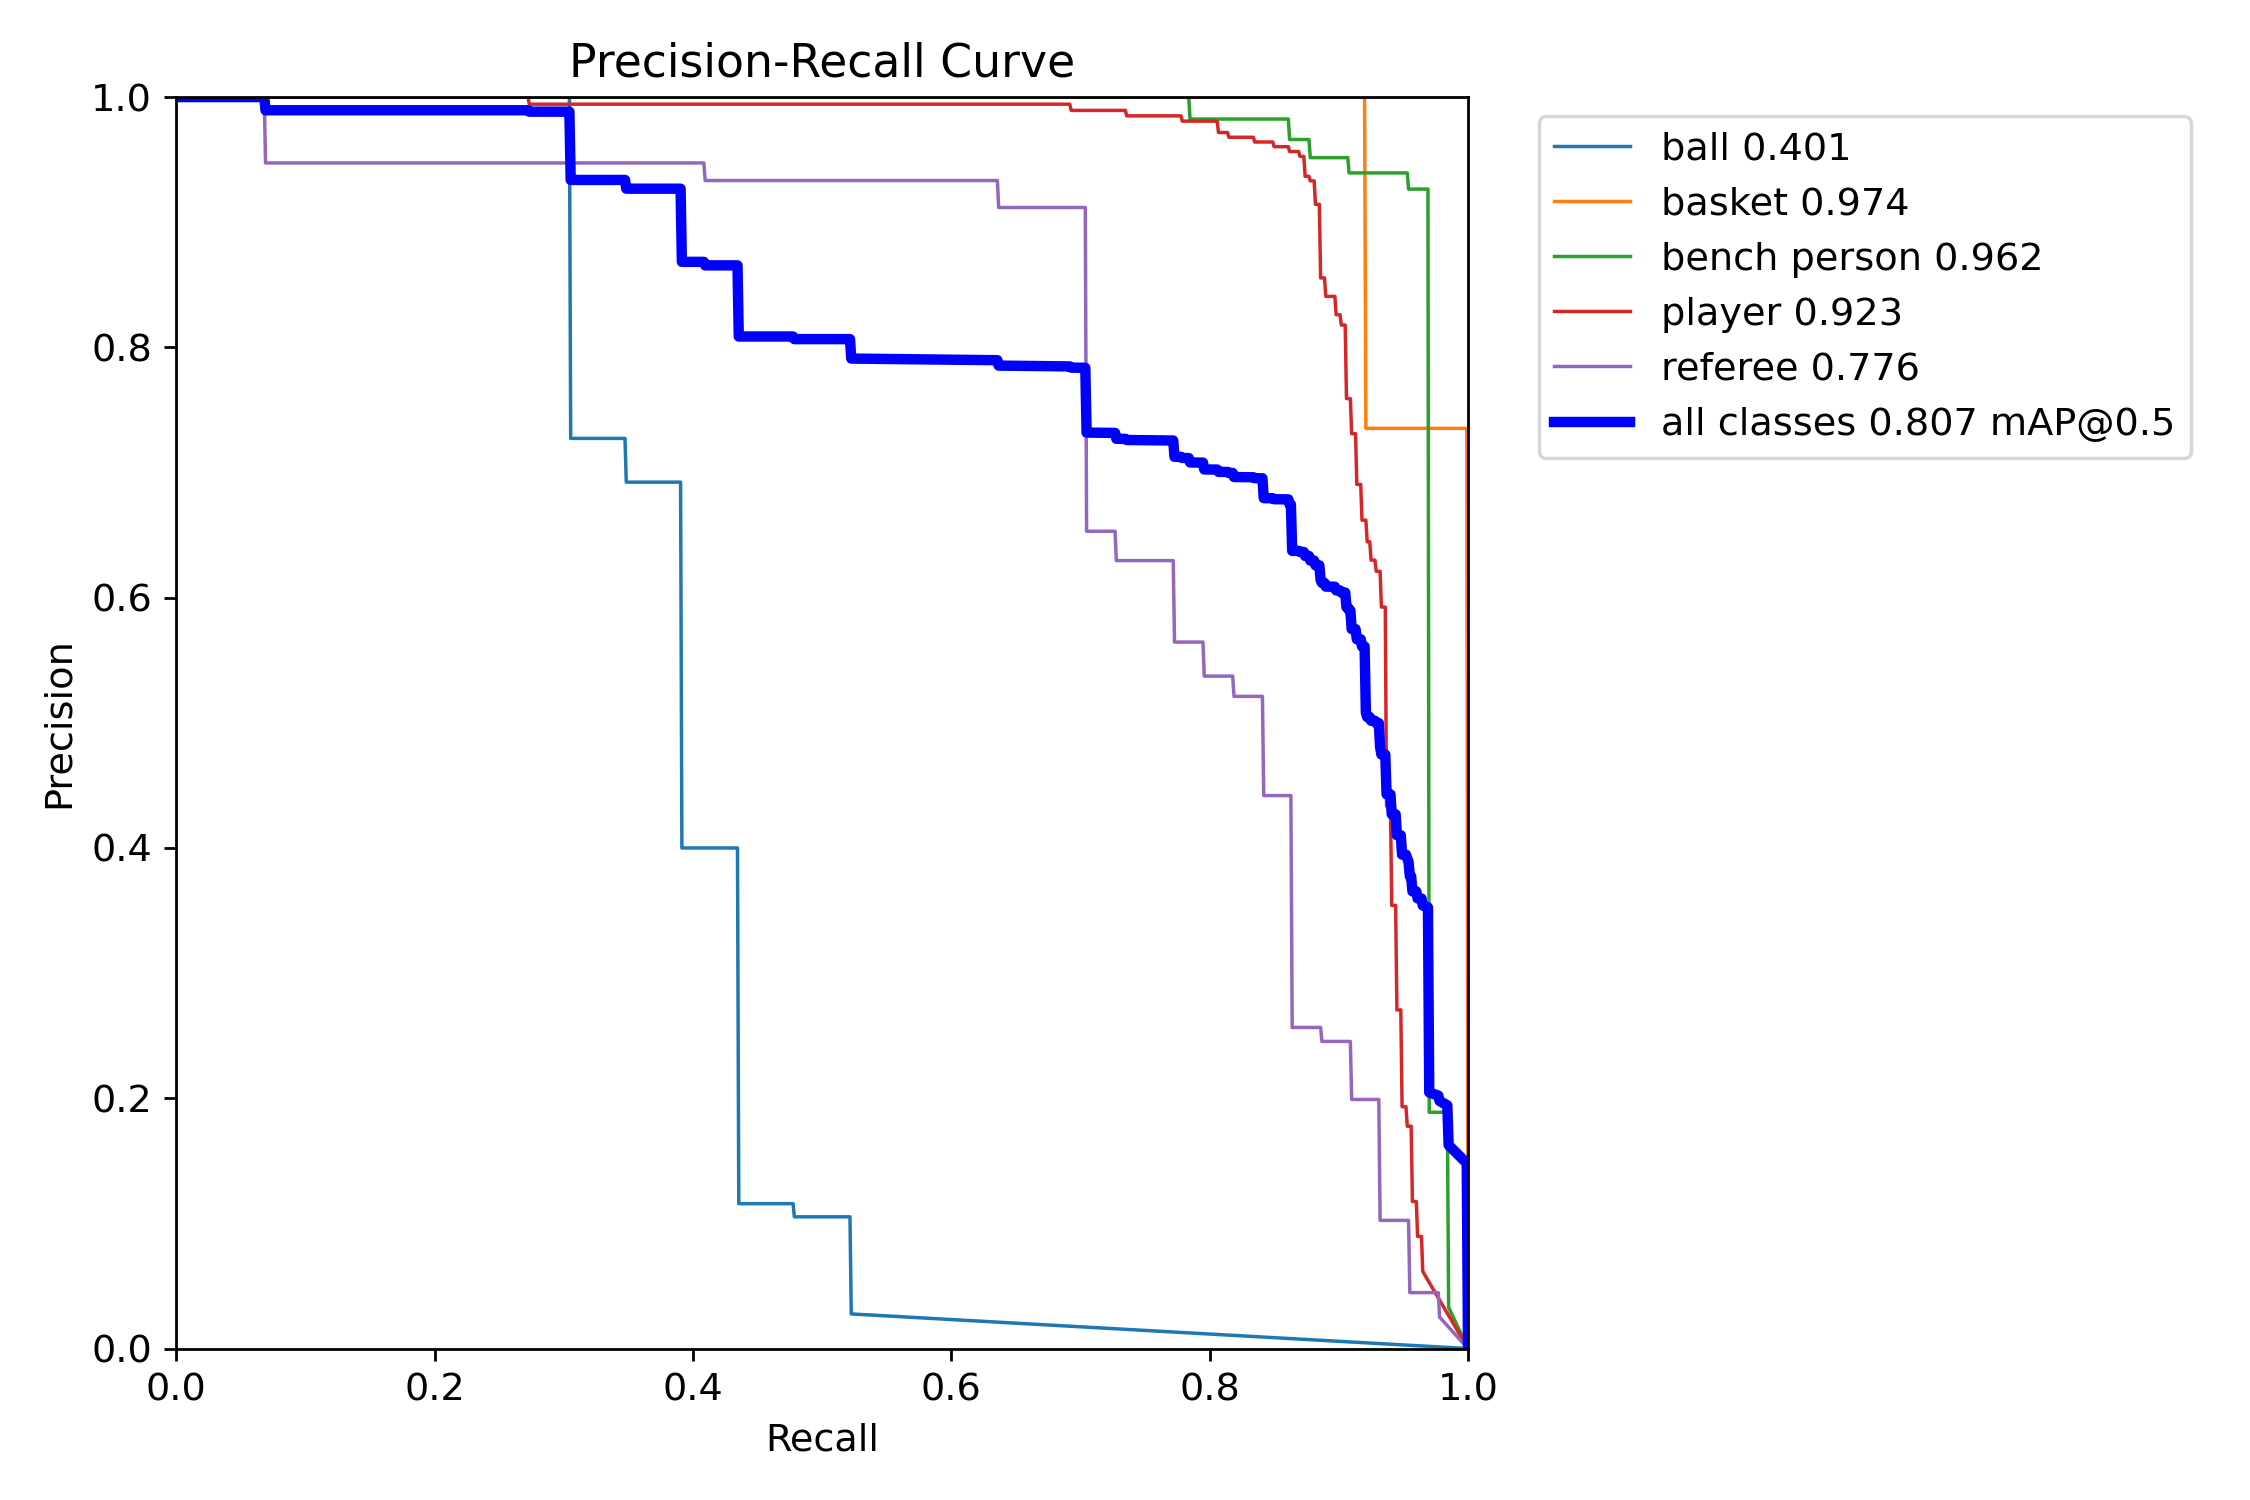 Precision-Recall Curve
1.0
0.8
0.6
0.4
0.2
0.0
Precision
0.0 0.2 0.4 0.6 0.8 1.0
Recall
ball 0.401
basket 0.974
bench person 0.962
player 0.923
referee 0.776
all classes 0.807 mAP@0.5